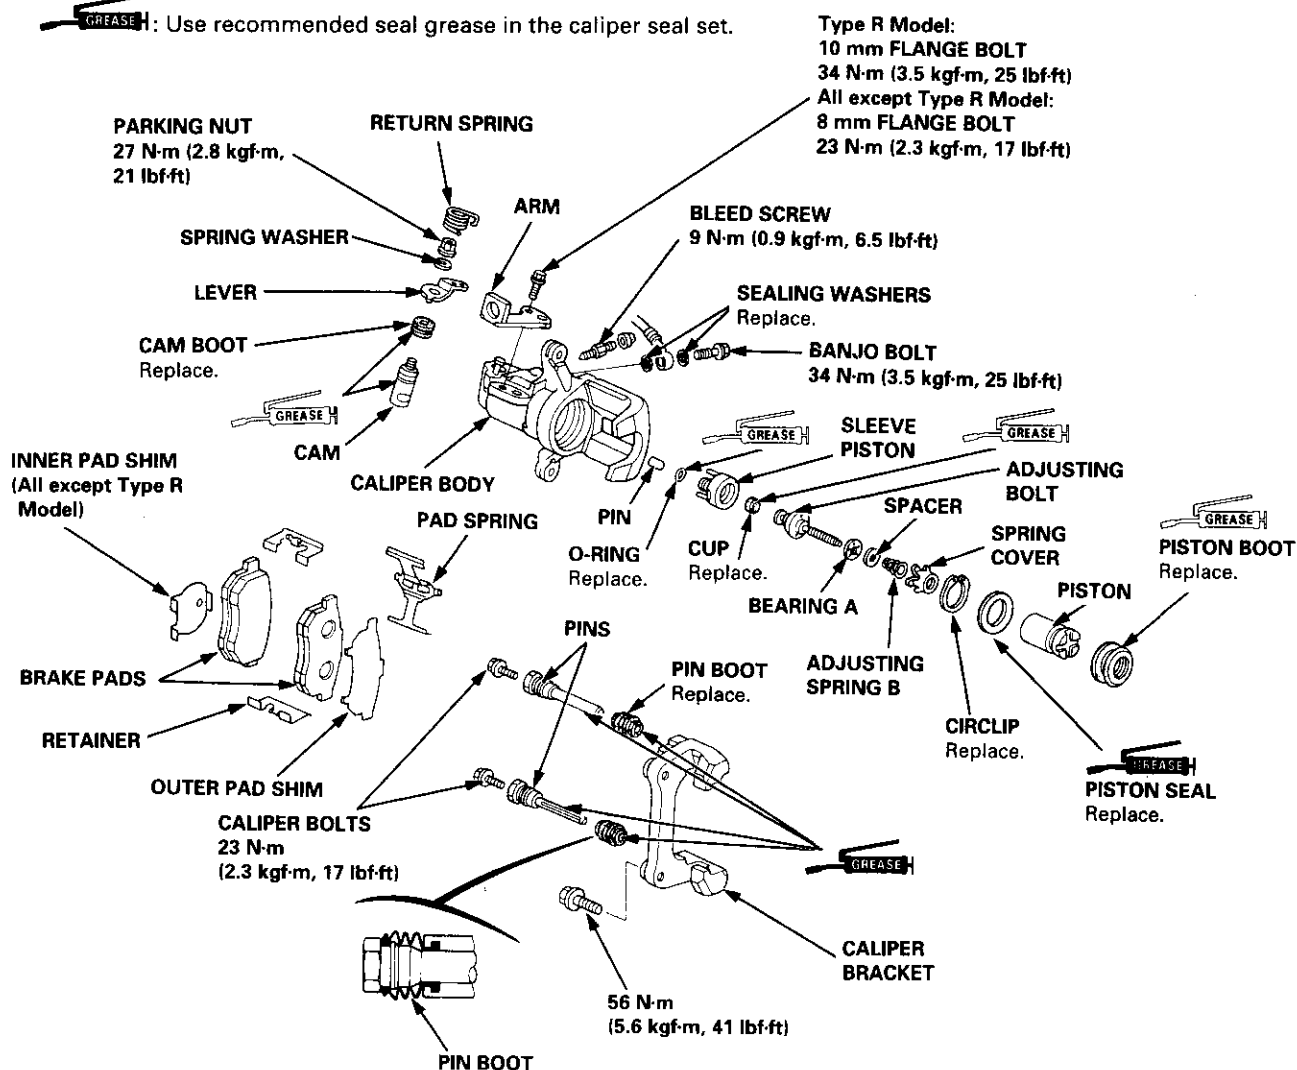 GREASE : Use recommended seal grease in the caliper seal set.
Type R Model:
10 mm FLANGE BOLT
34 N·m (3.5 kgf·m, 25 lbf·ft)
All except Type R Model:
8 mm FLANGE BOLT
23 N·m (2.3 kgf·m, 17 lbf·ft)
PARKING NUT
27 N·m (2.8 kgf·m,
21 lbf·ft)
RETURN SPRING
ARM
BLEED SCREW
9 N·m (0.9 kgf·m, 6.5 lbf·ft)
SPRING WASHER
LEVER
SEALING WASHERS
Replace.
CAM BOOT
Replace.
BANJO BOLT
34 N·m (3.5 kgf·m, 25 lbf·ft)
GREASE
CAM
CALIPER BODY
GREASE
SLEEVE
PISTON
GREASE
ADJUSTING
BOLT
INNER PAD SHIM
(All except Type R
Model)
PAD SPRING
PIN
O-RING
Replace.
CUP
Replace.
SPACER
SPRING
COVER
GREASE
PISTON BOOT
Replace.
BEARING A
PISTON
BRAKE PADS
PINS
PIN BOOT
Replace.
ADJUSTING
SPRING B
RETAINER
CIRCLIP
Replace.
OUTER PAD SHIM
GREASE
PISTON SEAL
Replace.
CALIPER BOLTS
23 N·m
(2.3 kgf·m, 17 lbf·ft)
GREASE
CALIPER
BRACKET
56 N·m
(5.6 kgf·m, 41 lbf·ft)
PIN BOOT